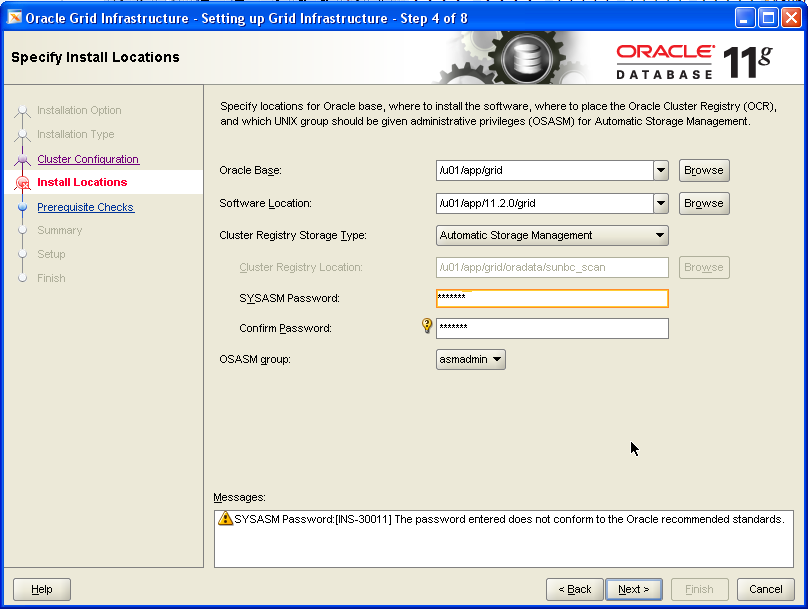 Oracle Grid Infrastructure - Setting up Grid Infrastructure - Step 4 of 8
Specify Install Locations
ORACLE
DATABASE 11g
Installation Option
Installation Type
Cluster Configuration
Install Locations
Prerequisite Checks
Summary
Setup
Finish
Specify locations for Oracle base, where to install the software, where to place the Oracle Cluster Registry (OCR),
and which UNIX group should be given administrative privileges (OSASM) for Automatic Storage Management.
Oracle Base: /u01/app/grid Browse
Software Location: /u01/app/11.2.0/grid Browse
Cluster Registry Storage Type: Automatic Storage Management
Cluster Registry Location: /u01/app/grid/oradata/sunbc_scan Browse
SYSASM Password: *******
Confirm Password: *******
OSASM group: asmadmin
Messages:
SYSASM Password:[INS-30011] The password entered does not conform to the Oracle recommended standards.
Help < Back Next > Finish Cancel